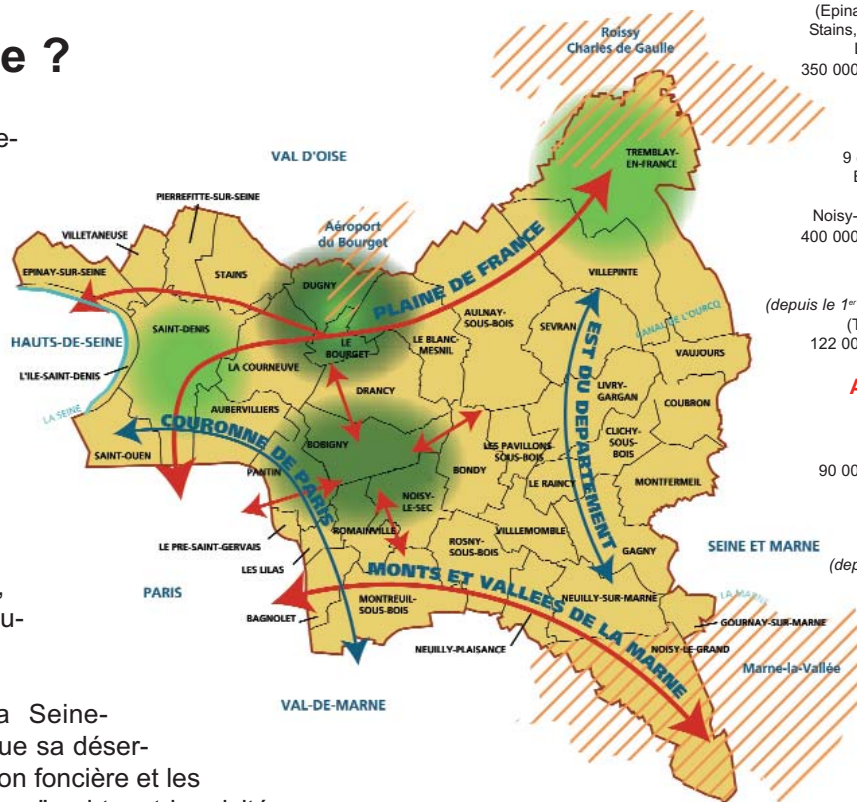 e ?
e-
(Epina
Stains,
350 000
9
Noisy-
400 000
(depuis le 1er
(T
122 00
A
90 00
(dep
Roissy
Charles de Gaulle
VAL D'OISE
TREMBLAY-
EN-FRANCE
PIERREFITTE-SUR-SEINE
VILLETANEUSE
Aéroport
du Bourget
EPINAY-SUR-SEINE
STAINS
DUGNY
VILLEPINTE
PLAINE DE FRANCE
SAINT-DENIS
AULNAY-
SOUS-BOIS
SEVRAN
CANAL DE L'OURCQ
HAUTS-DE-SEINE
LE
BOURGET
LE BLANC-
MESNIL
VAUJOURS
L'ILE-SAINT-DENIS
LA COURNEUVE
EST DU DEPARTEMENT
DRANCY
LIVRY-
GARGAN
COUBRON
LA SEINE
AUBERVILLIERS
COURONNE DE PARIS
CLICHY-
SOUS-
BOIS
SAINT-OUEN
BOBIGNY
LES PAVILLONS-
SOUS-BOIS
PANTIN
BONDY
LE RAINCY
MONTFERMEIL
NOISY-
LE-SEC
ROMAINVILLE
VILLLEMOMBLE
LE PRE-SAINT-GERVAIS
ROSNY-
SOUS-BOIS
GAGNY
SEINE ET MARNE
LES LILAS
MONTS ET VALLEES DE LA MARNE
PARIS
MONTREUIL-
SOUS-BOIS
NEUILLY-SUR-MARNE
LA MARNE
BAGNOLET
GOURNAY-SUR-MARNE
NEUILLY-PLAISANCE
NOISY-LE-GRAND
Marne-la-Vallée
VAL-DE-MARNE
,
u-
a Seine-
que sa déser-
on foncière et les